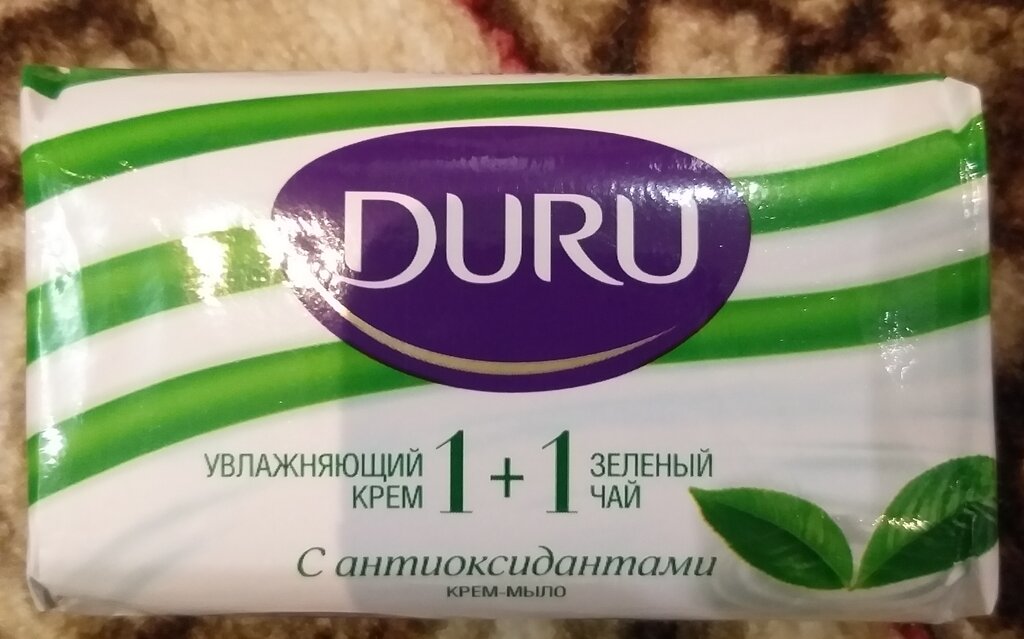 DURU
УВЛАЖНЯЮЩИЙ КРЕМ
1+1
ЗЕЛЕНЫЙ ЧАЙ
С антиоксидантами
КРЕМ-МЫЛО